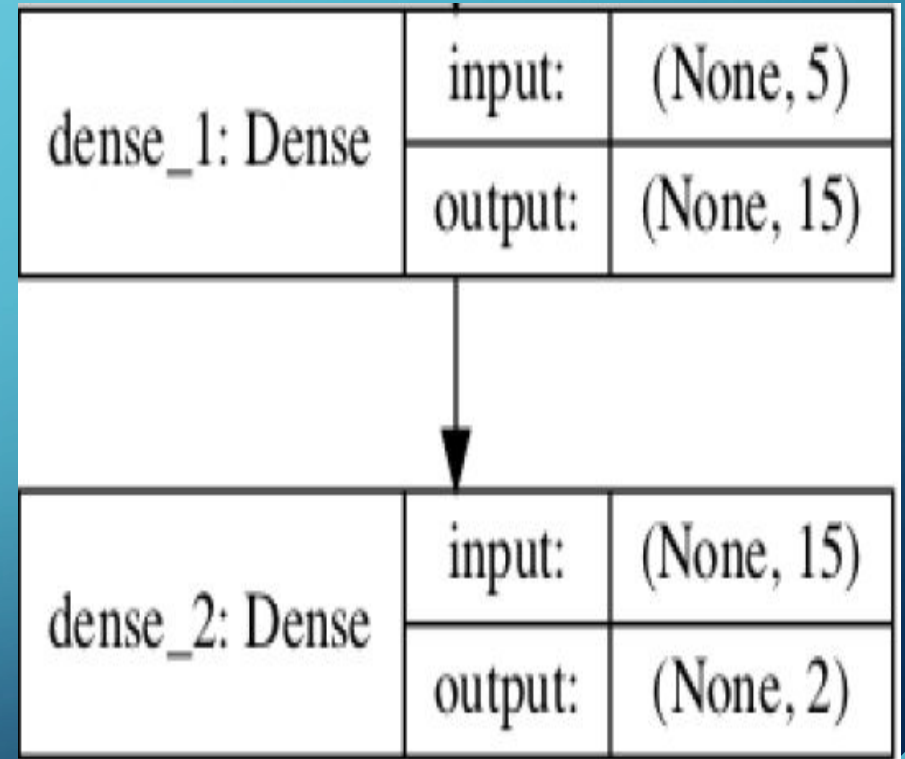 dense_1: Dense
input: (None, 5)
output: (None, 15)
dense_2: Dense
input: (None, 15)
output: (None, 2)